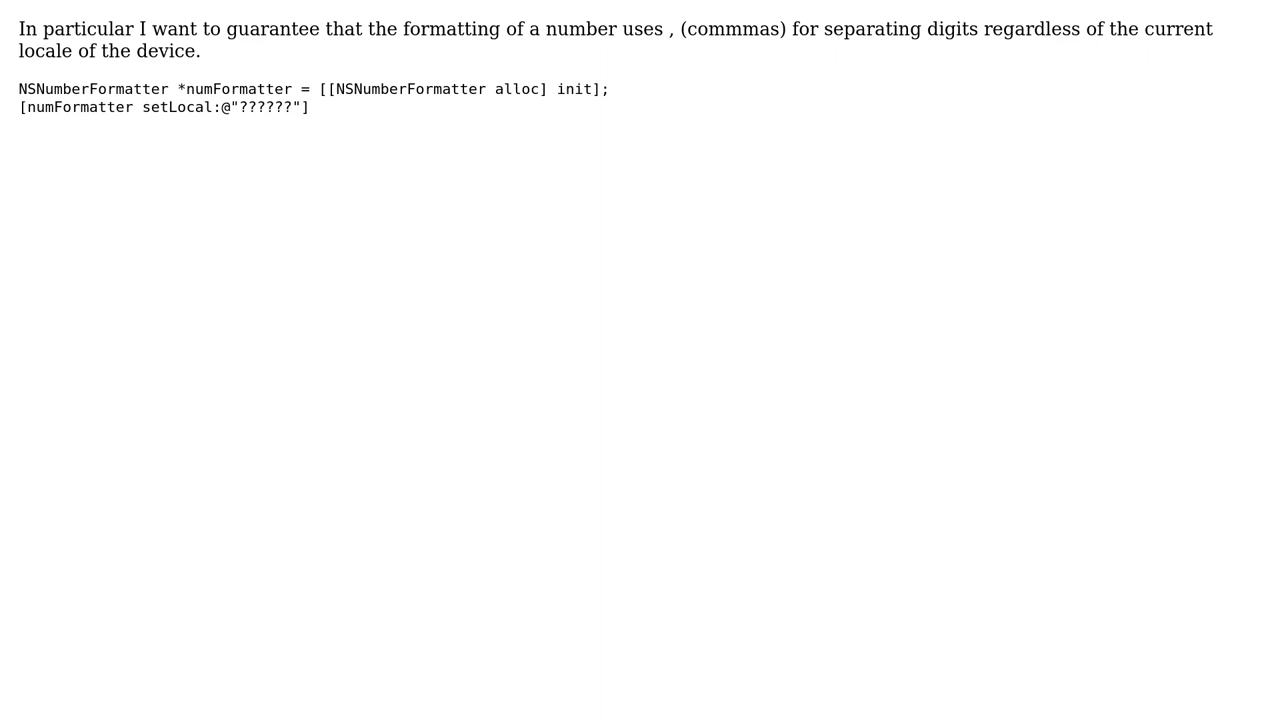 In particular I want to guarantee that the formatting of a number uses , (commmas) for separating digits regardless of the current
locale of the device.
NSNumberFormatter *numFormatter = [[NSNumberFormatter alloc] init];
[numFormatter setLocal:@"??????"]